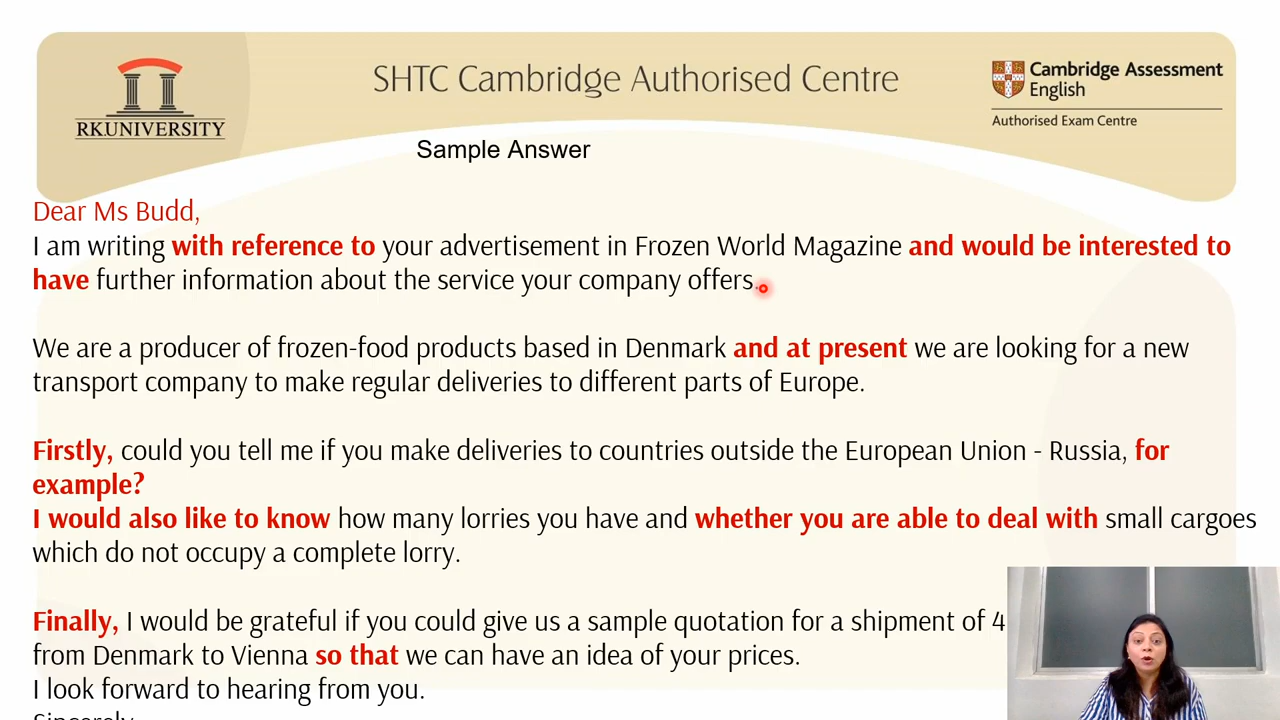 SHTC Cambridge Authorised Centre
RKUNIVERSITY
Cambridge Assessment
English
Authorised Exam Centre
Sample Answer
Dear Ms Budd,
I am writing with reference to your advertisement in Frozen World Magazine and would be interested to
have further information about the service your company offers.
We are a producer of frozen-food products based in Denmark and at present we are looking for a new
transport company to make regular deliveries to different parts of Europe.
Firstly, could you tell me if you make deliveries to countries outside the European Union - Russia, for
example?
I would also like to know how many lorries you have and whether you are able to deal with small cargoes
which do not occupy a complete lorry.
Finally, I would be grateful if you could give us a sample quotation for a shipment of 4
from Denmark to Vienna so that we can have an idea of your prices.
I look forward to hearing from you.
Sincerely